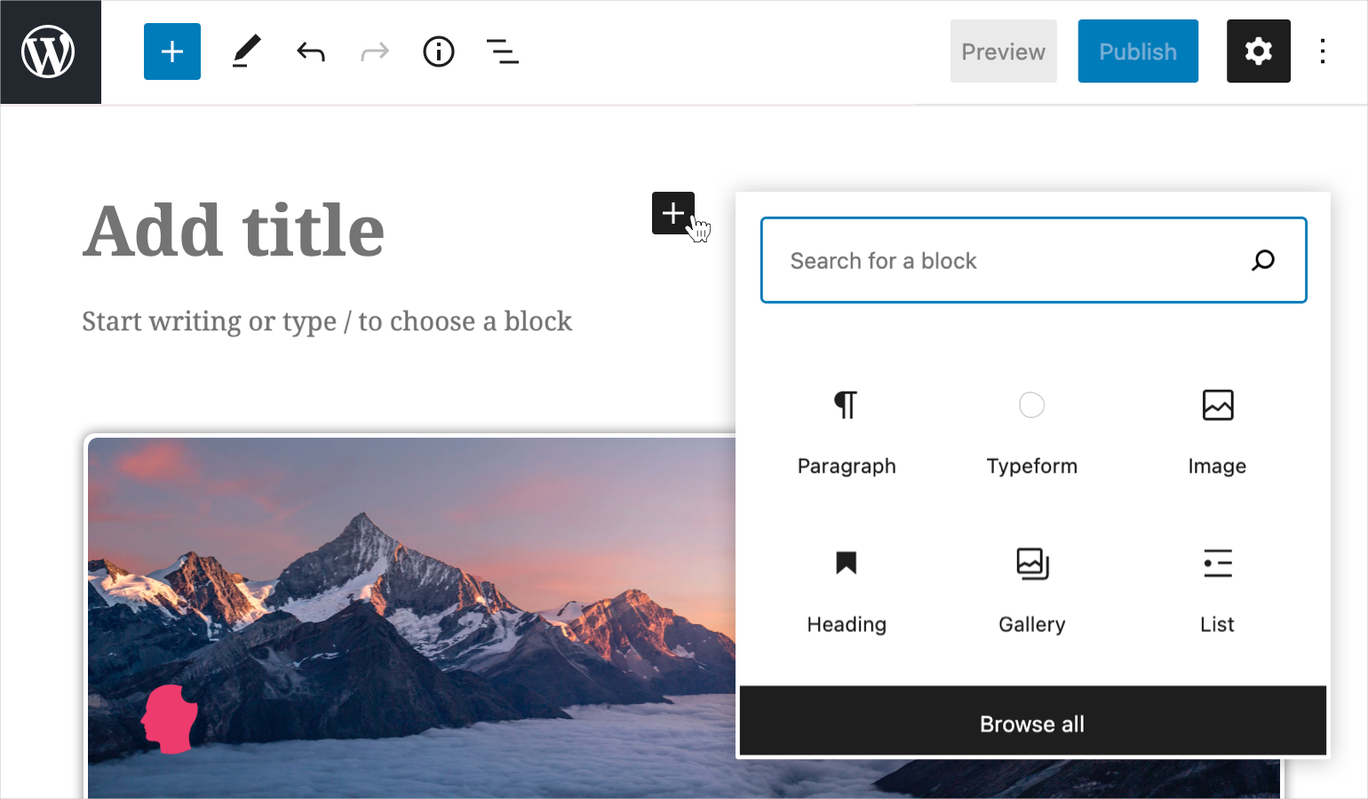 Preview
Publish
Add title
Start writing or type / to choose a block
Search for a block
Paragraph
Typeform
Image
Heading
Gallery
List
Browse all